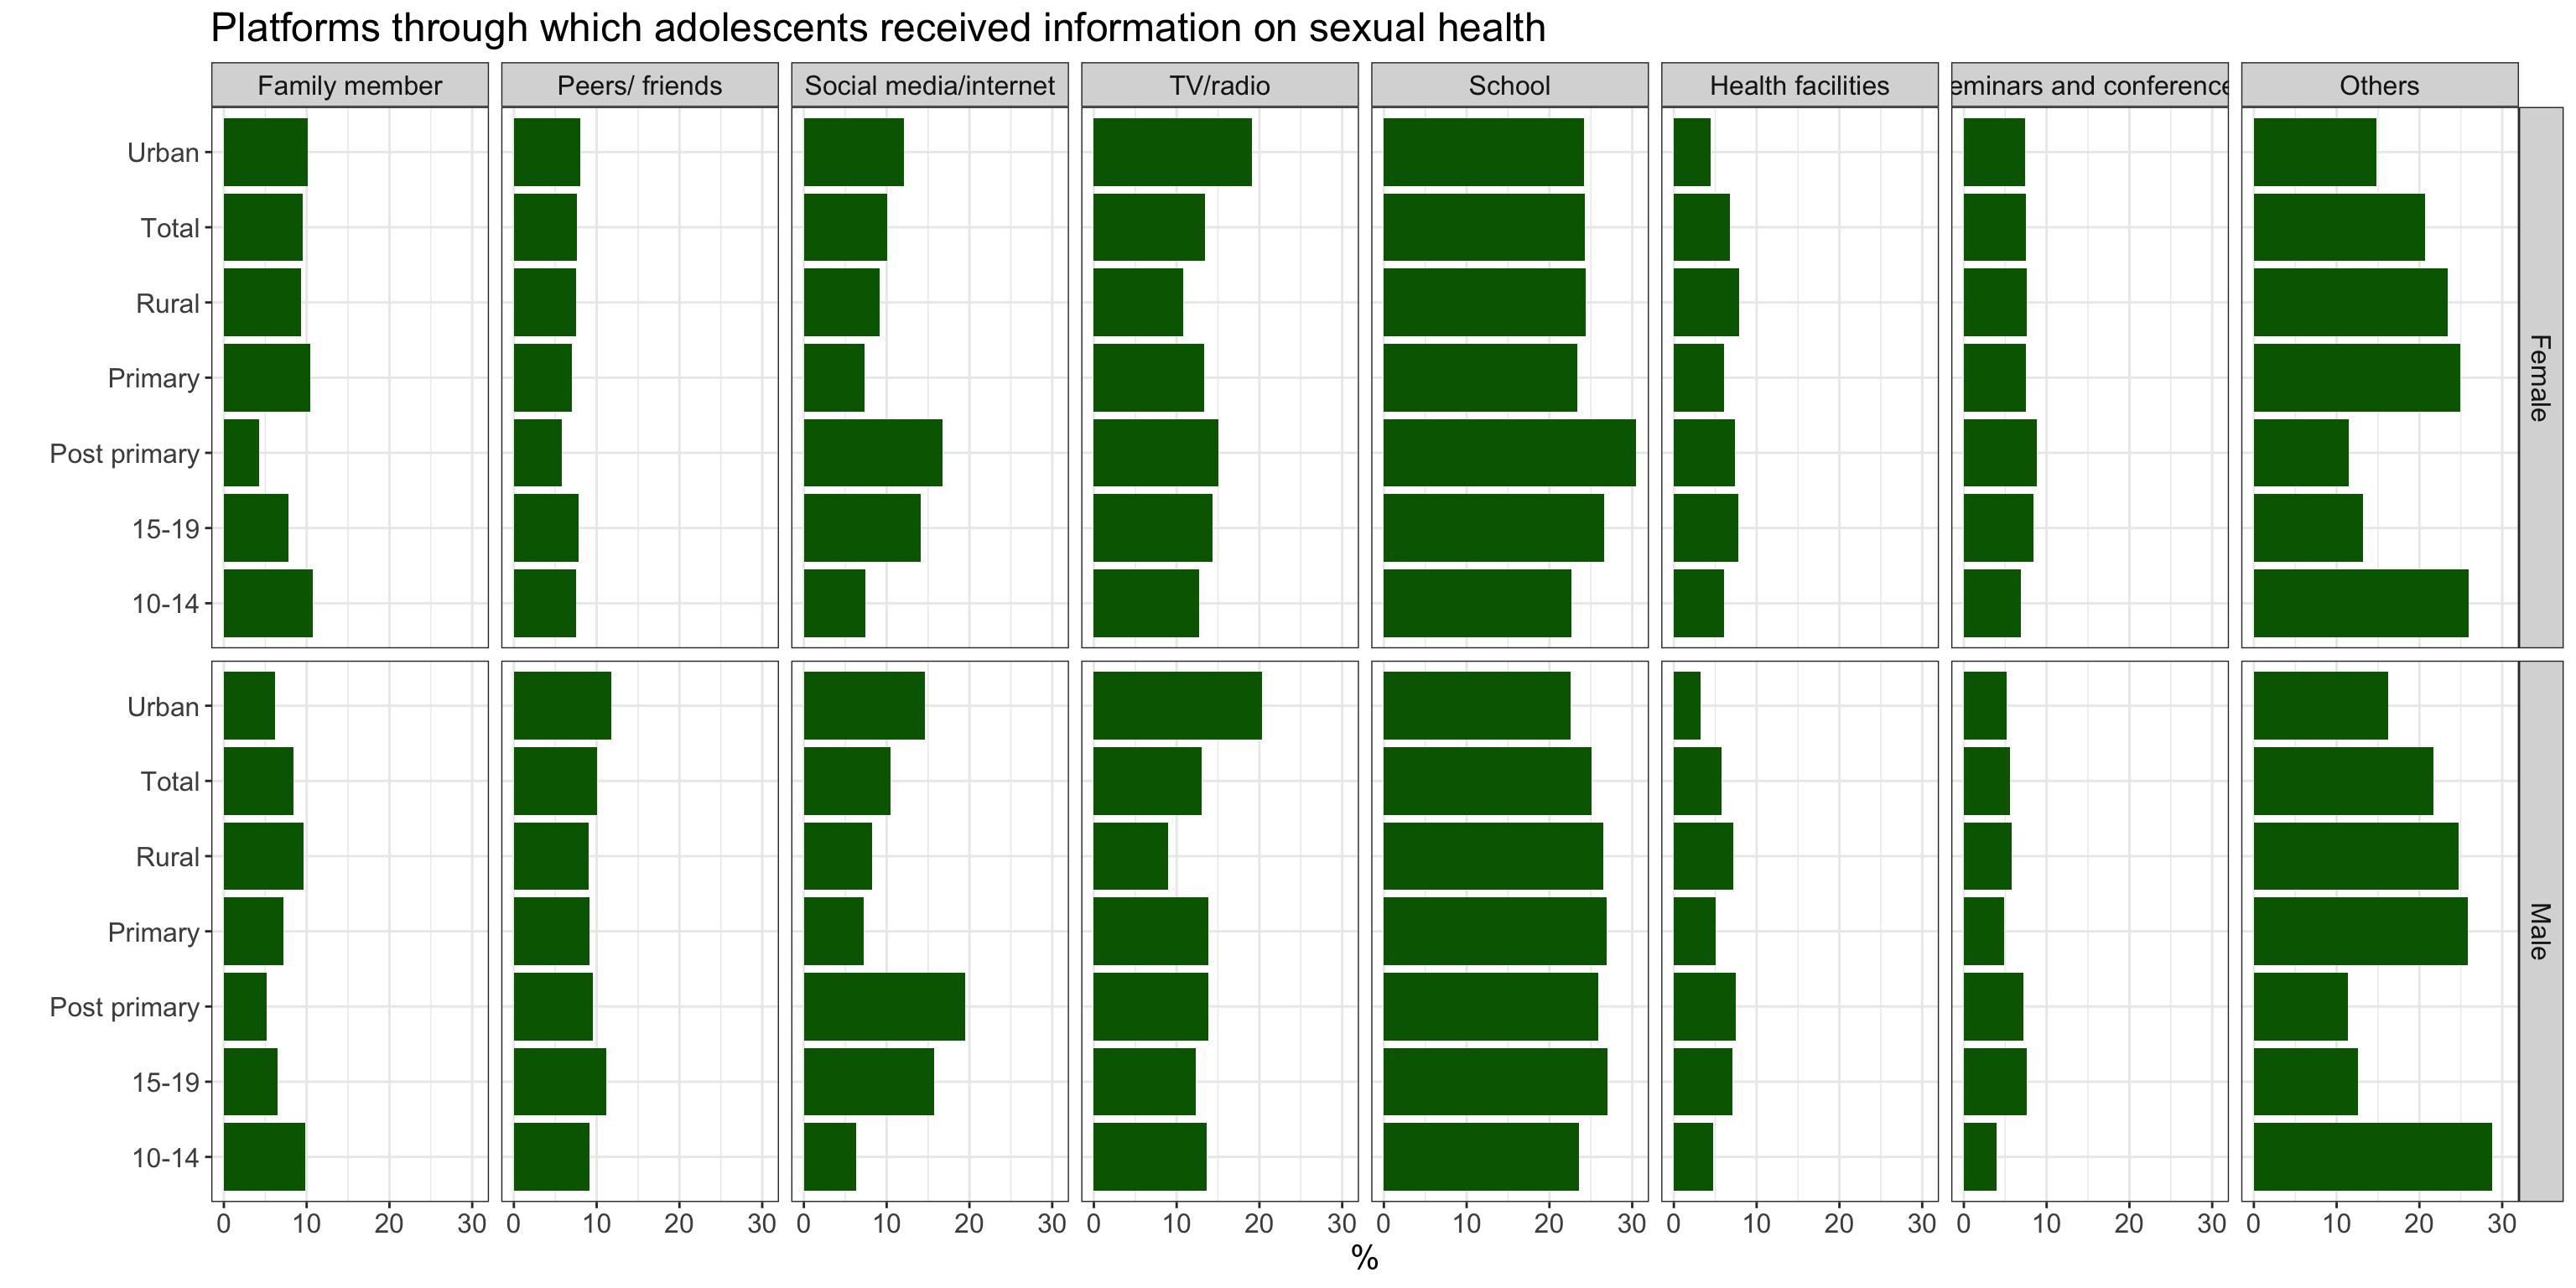 Platforms through which adolescents received information on sexual health
Family member Peers/ friends Social media/internet TV/radio School Health facilities eminars and conference Others
Urban
Total
Rural
Primary
Post primary
15-19
10-14
Female
Urban
Total
Rural
Primary
Post primary
15-19
10-14
Male
0 10 20 30 0 10 20 30 0 10 20 30 0 10 20 30 0 10 20 30 0 10 20 30 0 10 20 30 0 10 20 30
%